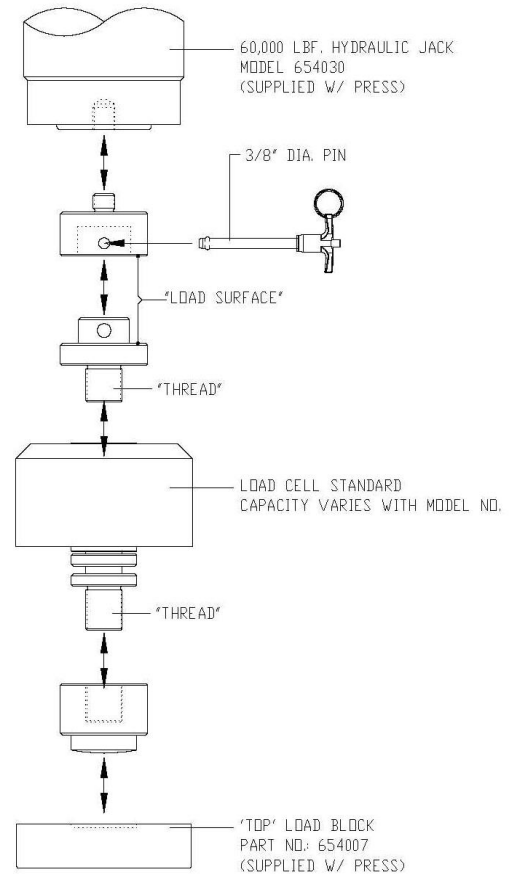 60,000 LBF. HYDRAULIC JACK
MODEL 654030
(SUPPLIED W/ PRESS)
3/8" DIA. PIN
"LOAD SURFACE"
"THREAD"
LOAD CELL STANDARD
CAPACITY VARIES WITH MODEL NO.
"THREAD"
'TOP' LOAD BLOCK
PART NO.: 654007
(SUPPLIED W/ PRESS)